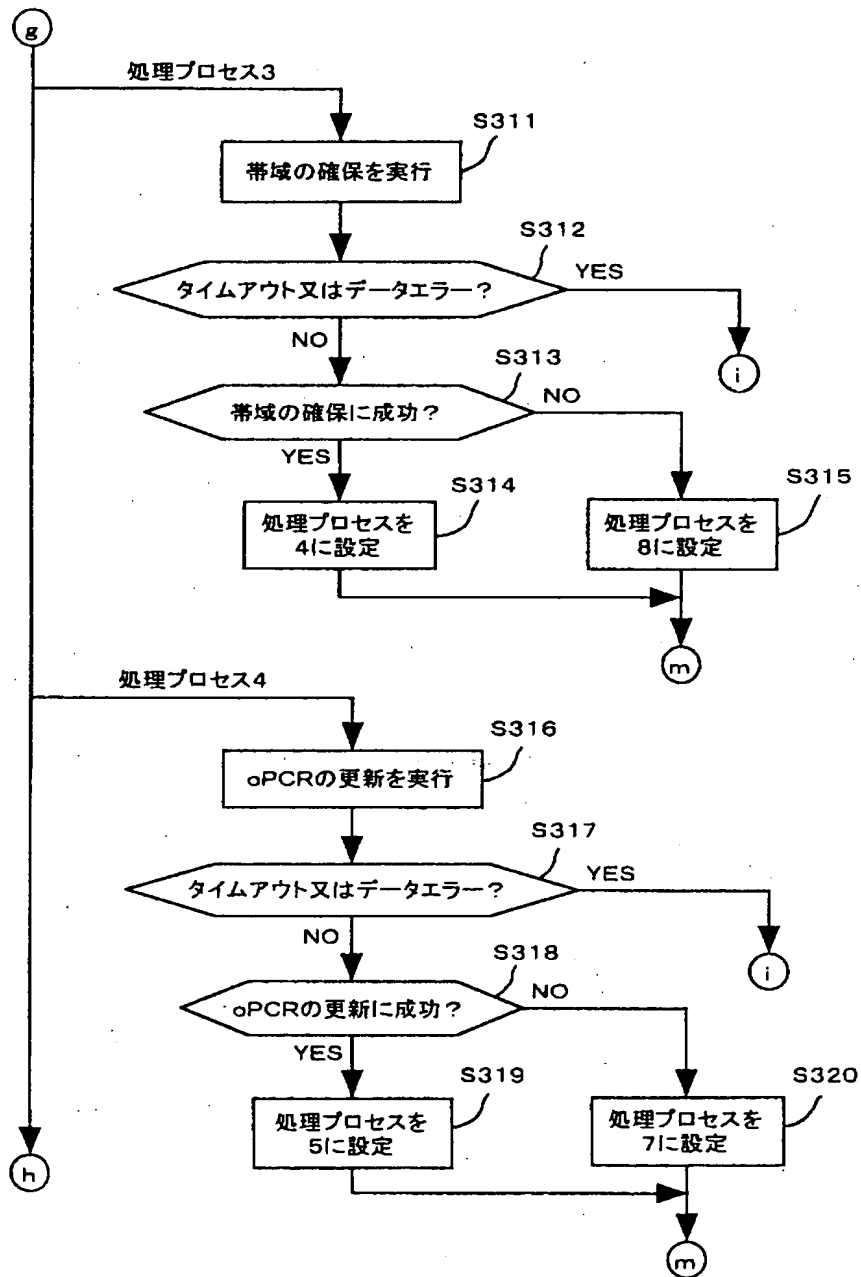 g
処理プロセス3
S311
帯域の確保を実行
S312
タイムアウト又はデータエラー?
YES
NO
i
S313
帯域の確保に成功?
NO
YES
S314
処理プロセスを
4に設定
S315
処理プロセスを
8に設定
m
処理プロセス4
S316
oPCRの更新を実行
S317
タイムアウト又はデータエラー?
YES
NO
i
S318
oPCRの更新に成功?
NO
YES
S319
処理プロセスを
5に設定
S320
処理プロセスを
7に設定
h
m